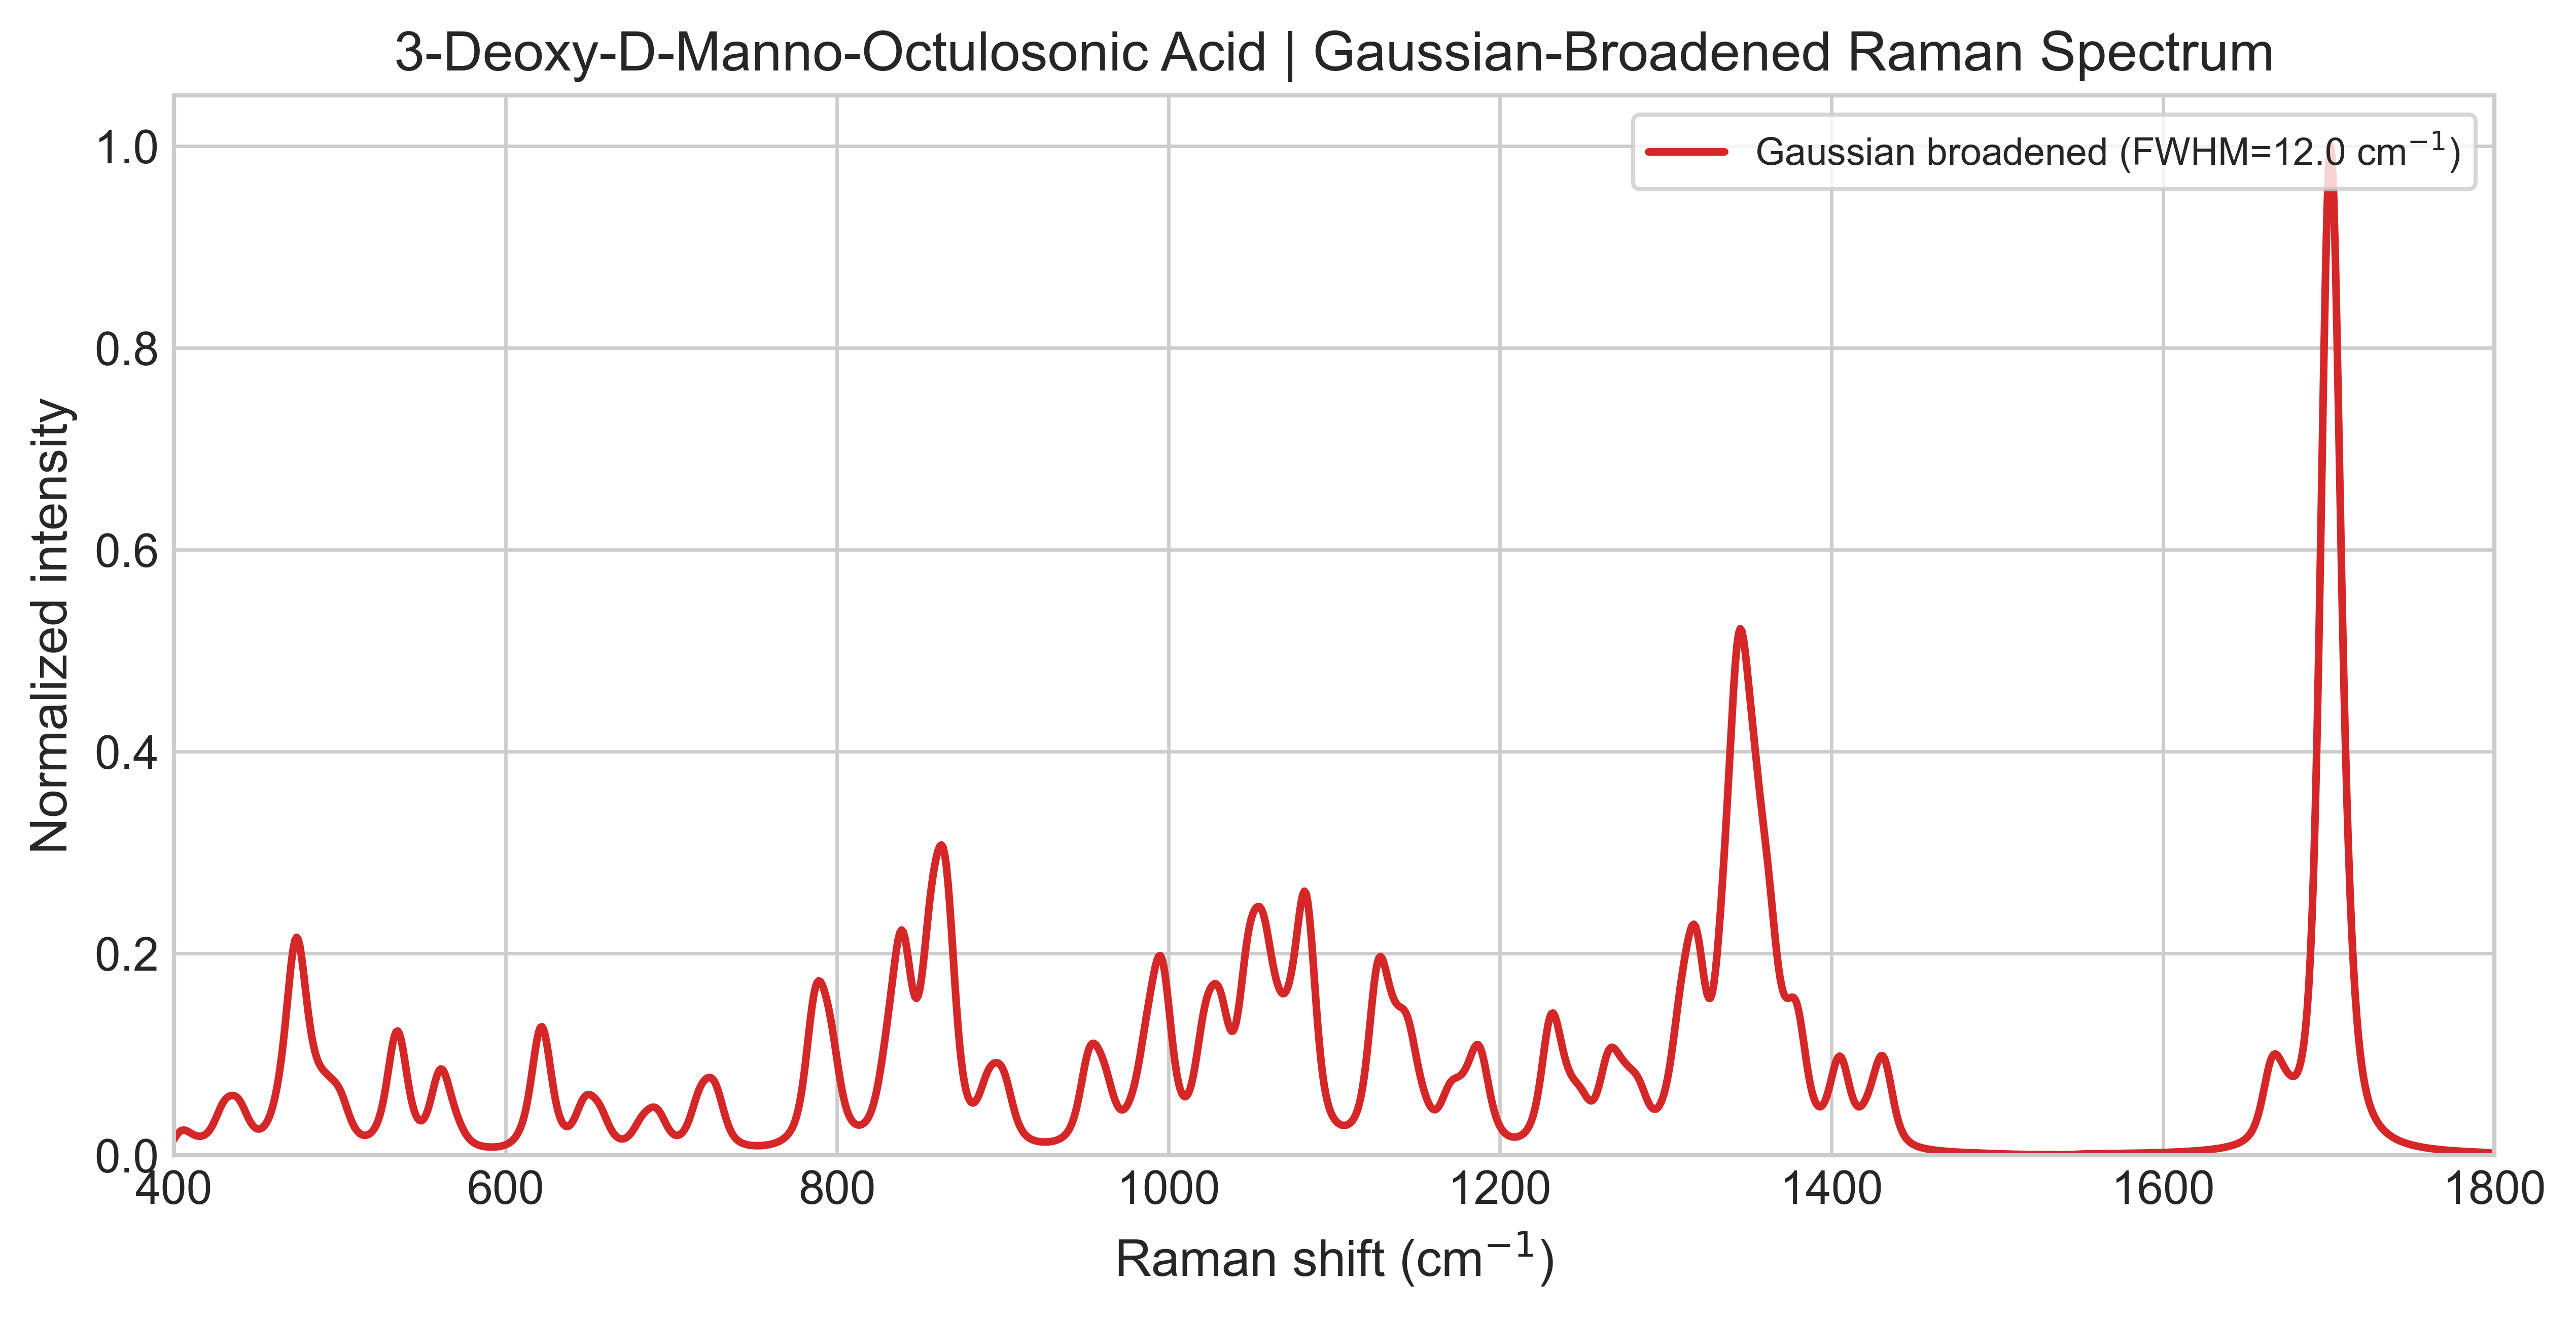 3-Deoxy-D-Manno-Octulosonic Acid | Gaussian-Broadened Raman Spectrum
Gaussian broadened (FWHM=12.0 cm⁻¹)
Normalized intensity
1.0
0.8
0.6
0.4
0.2
0.0
400 600 800 1000 1200 1400 1600 1800
Raman shift (cm⁻¹)